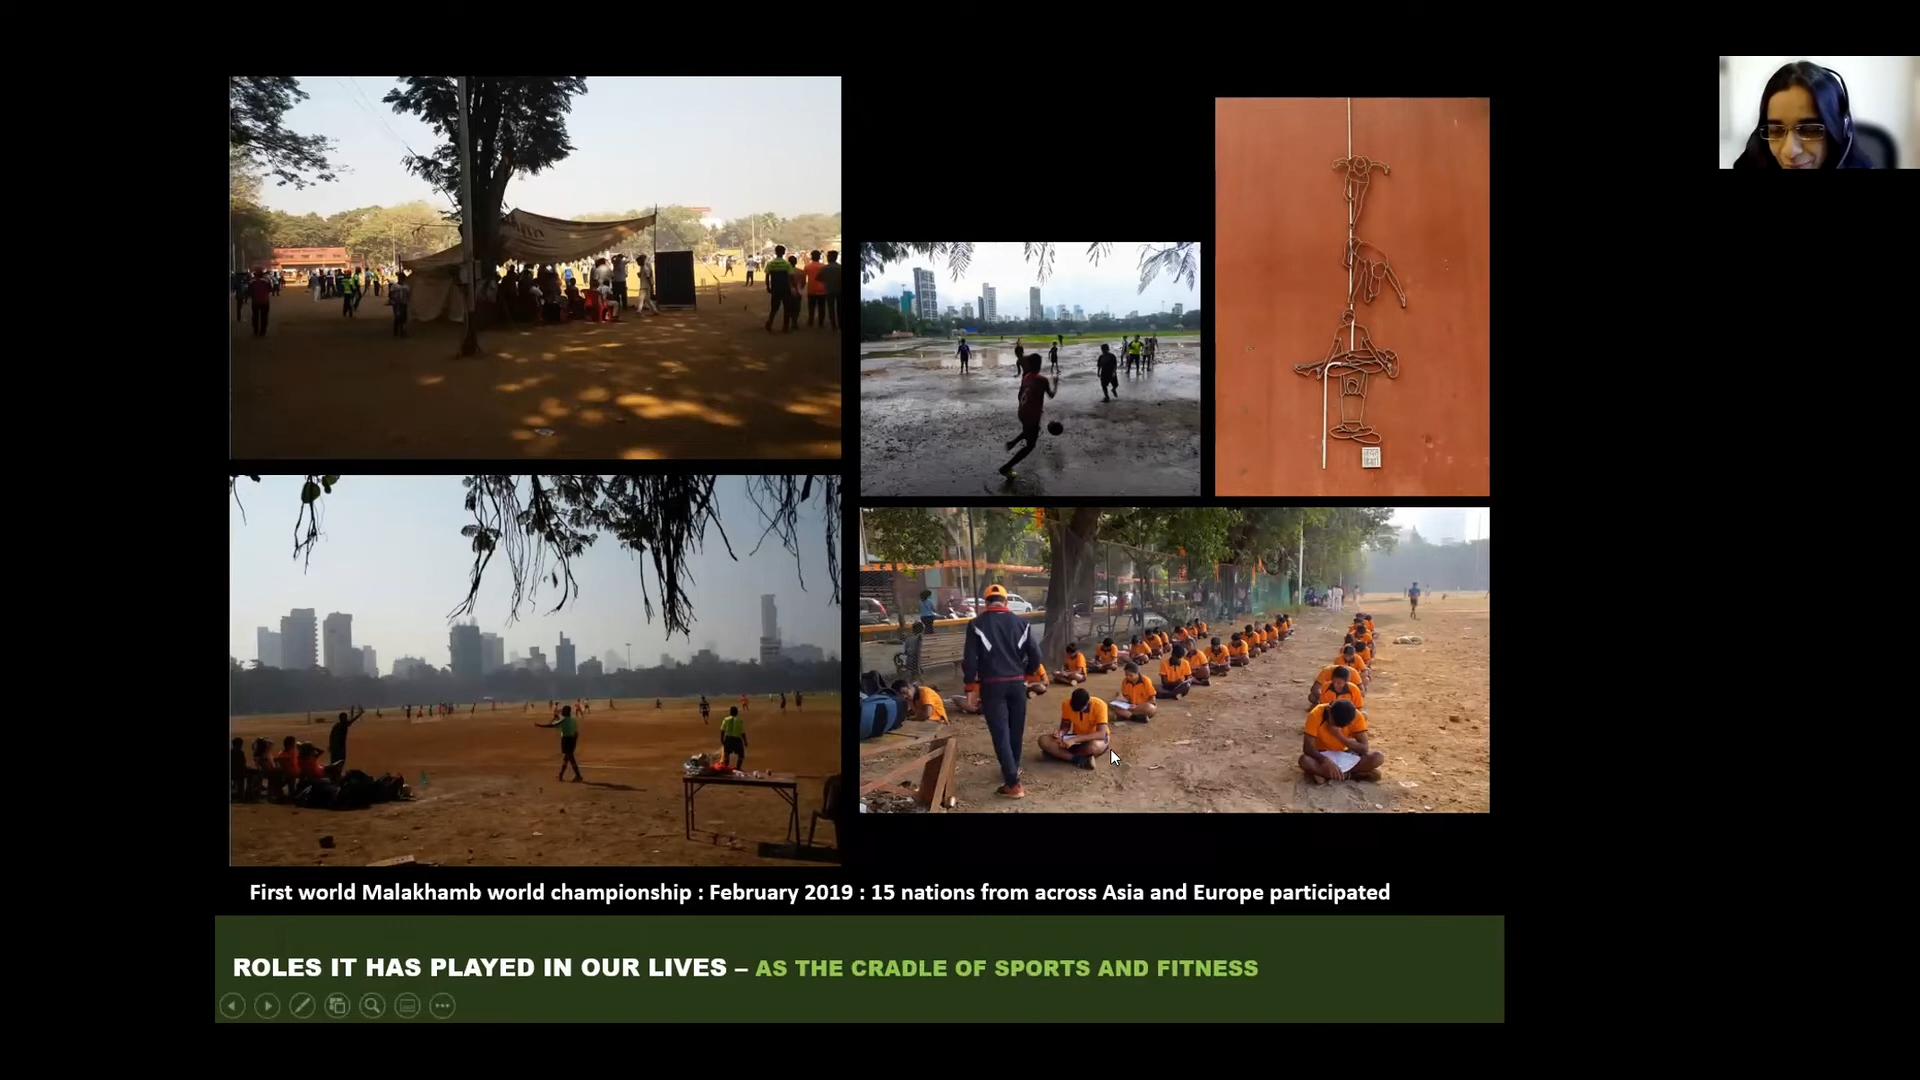 First world Malakhamb world championship : February 2019 : 15 nations from across Asia and Europe participated
ROLES IT HAS PLAYED IN OUR LIVES – AS THE CRADLE OF SPORTS AND FITNESS